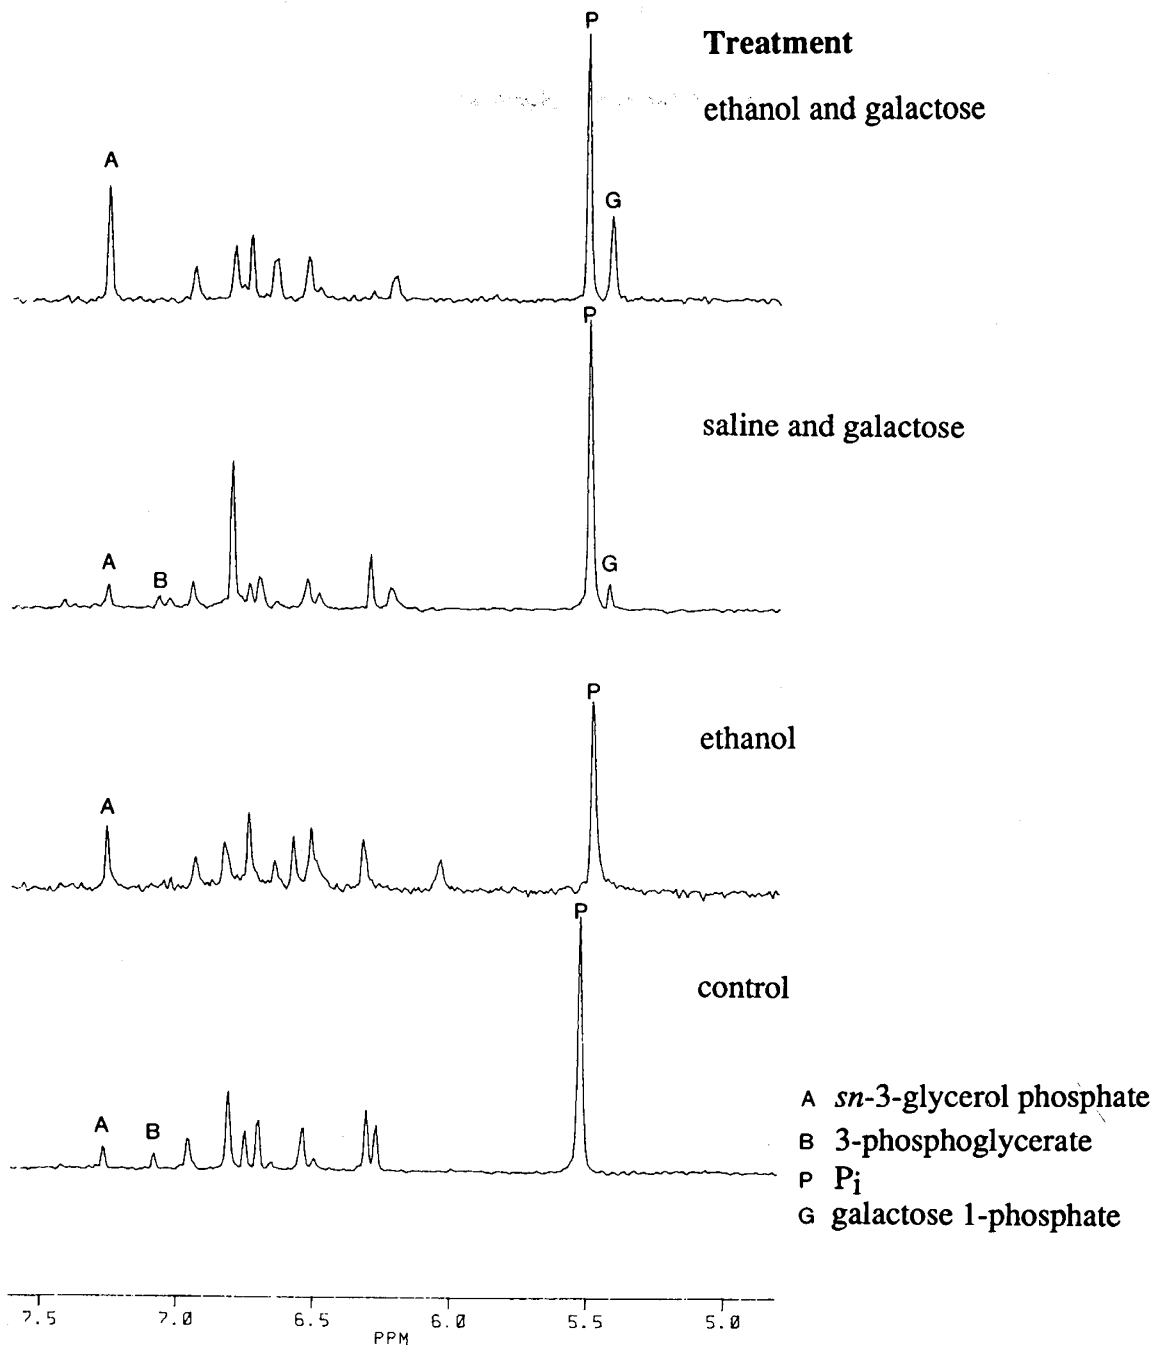 P
Treatment
ethanol and galactose
A
G
P
saline and galactose
A
B
G
P
ethanol
A
P
control
A
B
A sn-3-glycerol phosphate
B 3-phosphoglycerate
P Pi
G galactose 1-phosphate
7.5 7.0 6.5 6.0 5.5 5.0
PPM